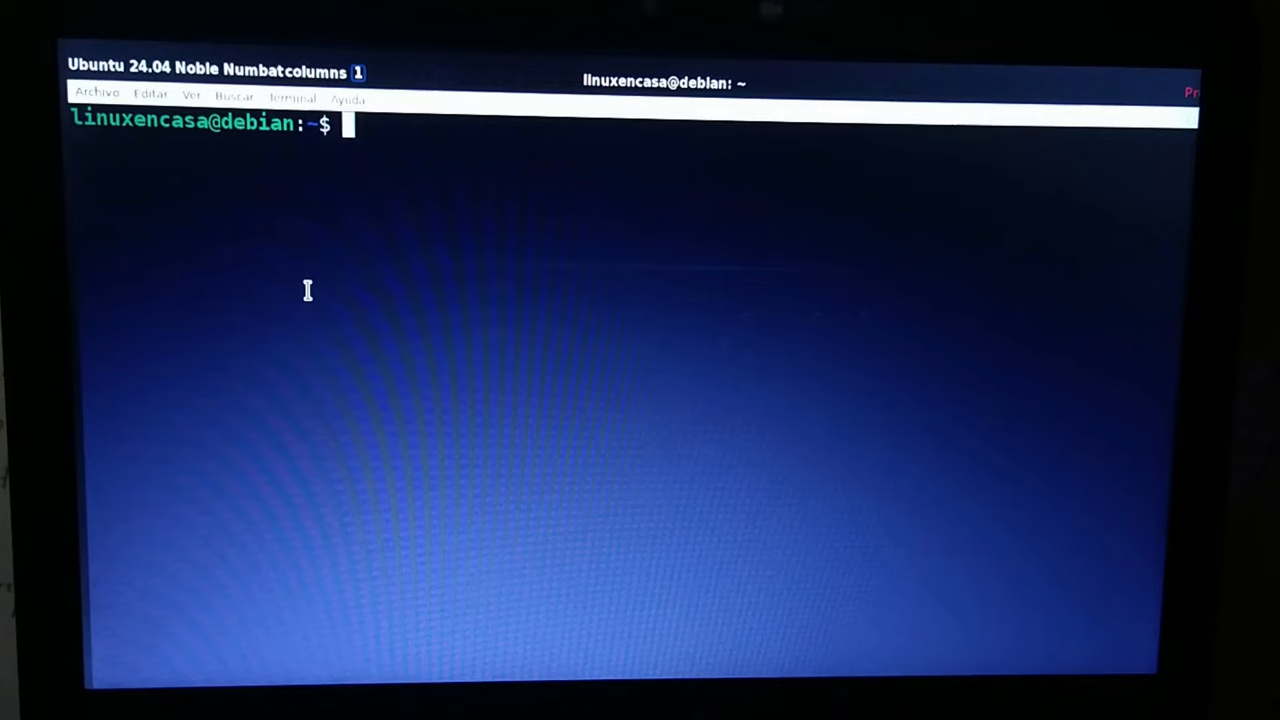 Ubuntu 24.04 Noble Numbatcolumns 1
linuxencasa@debian: ~
Archivo Editar Ver Buscar Terminal Ayuda
linuxencasa@debian:~$